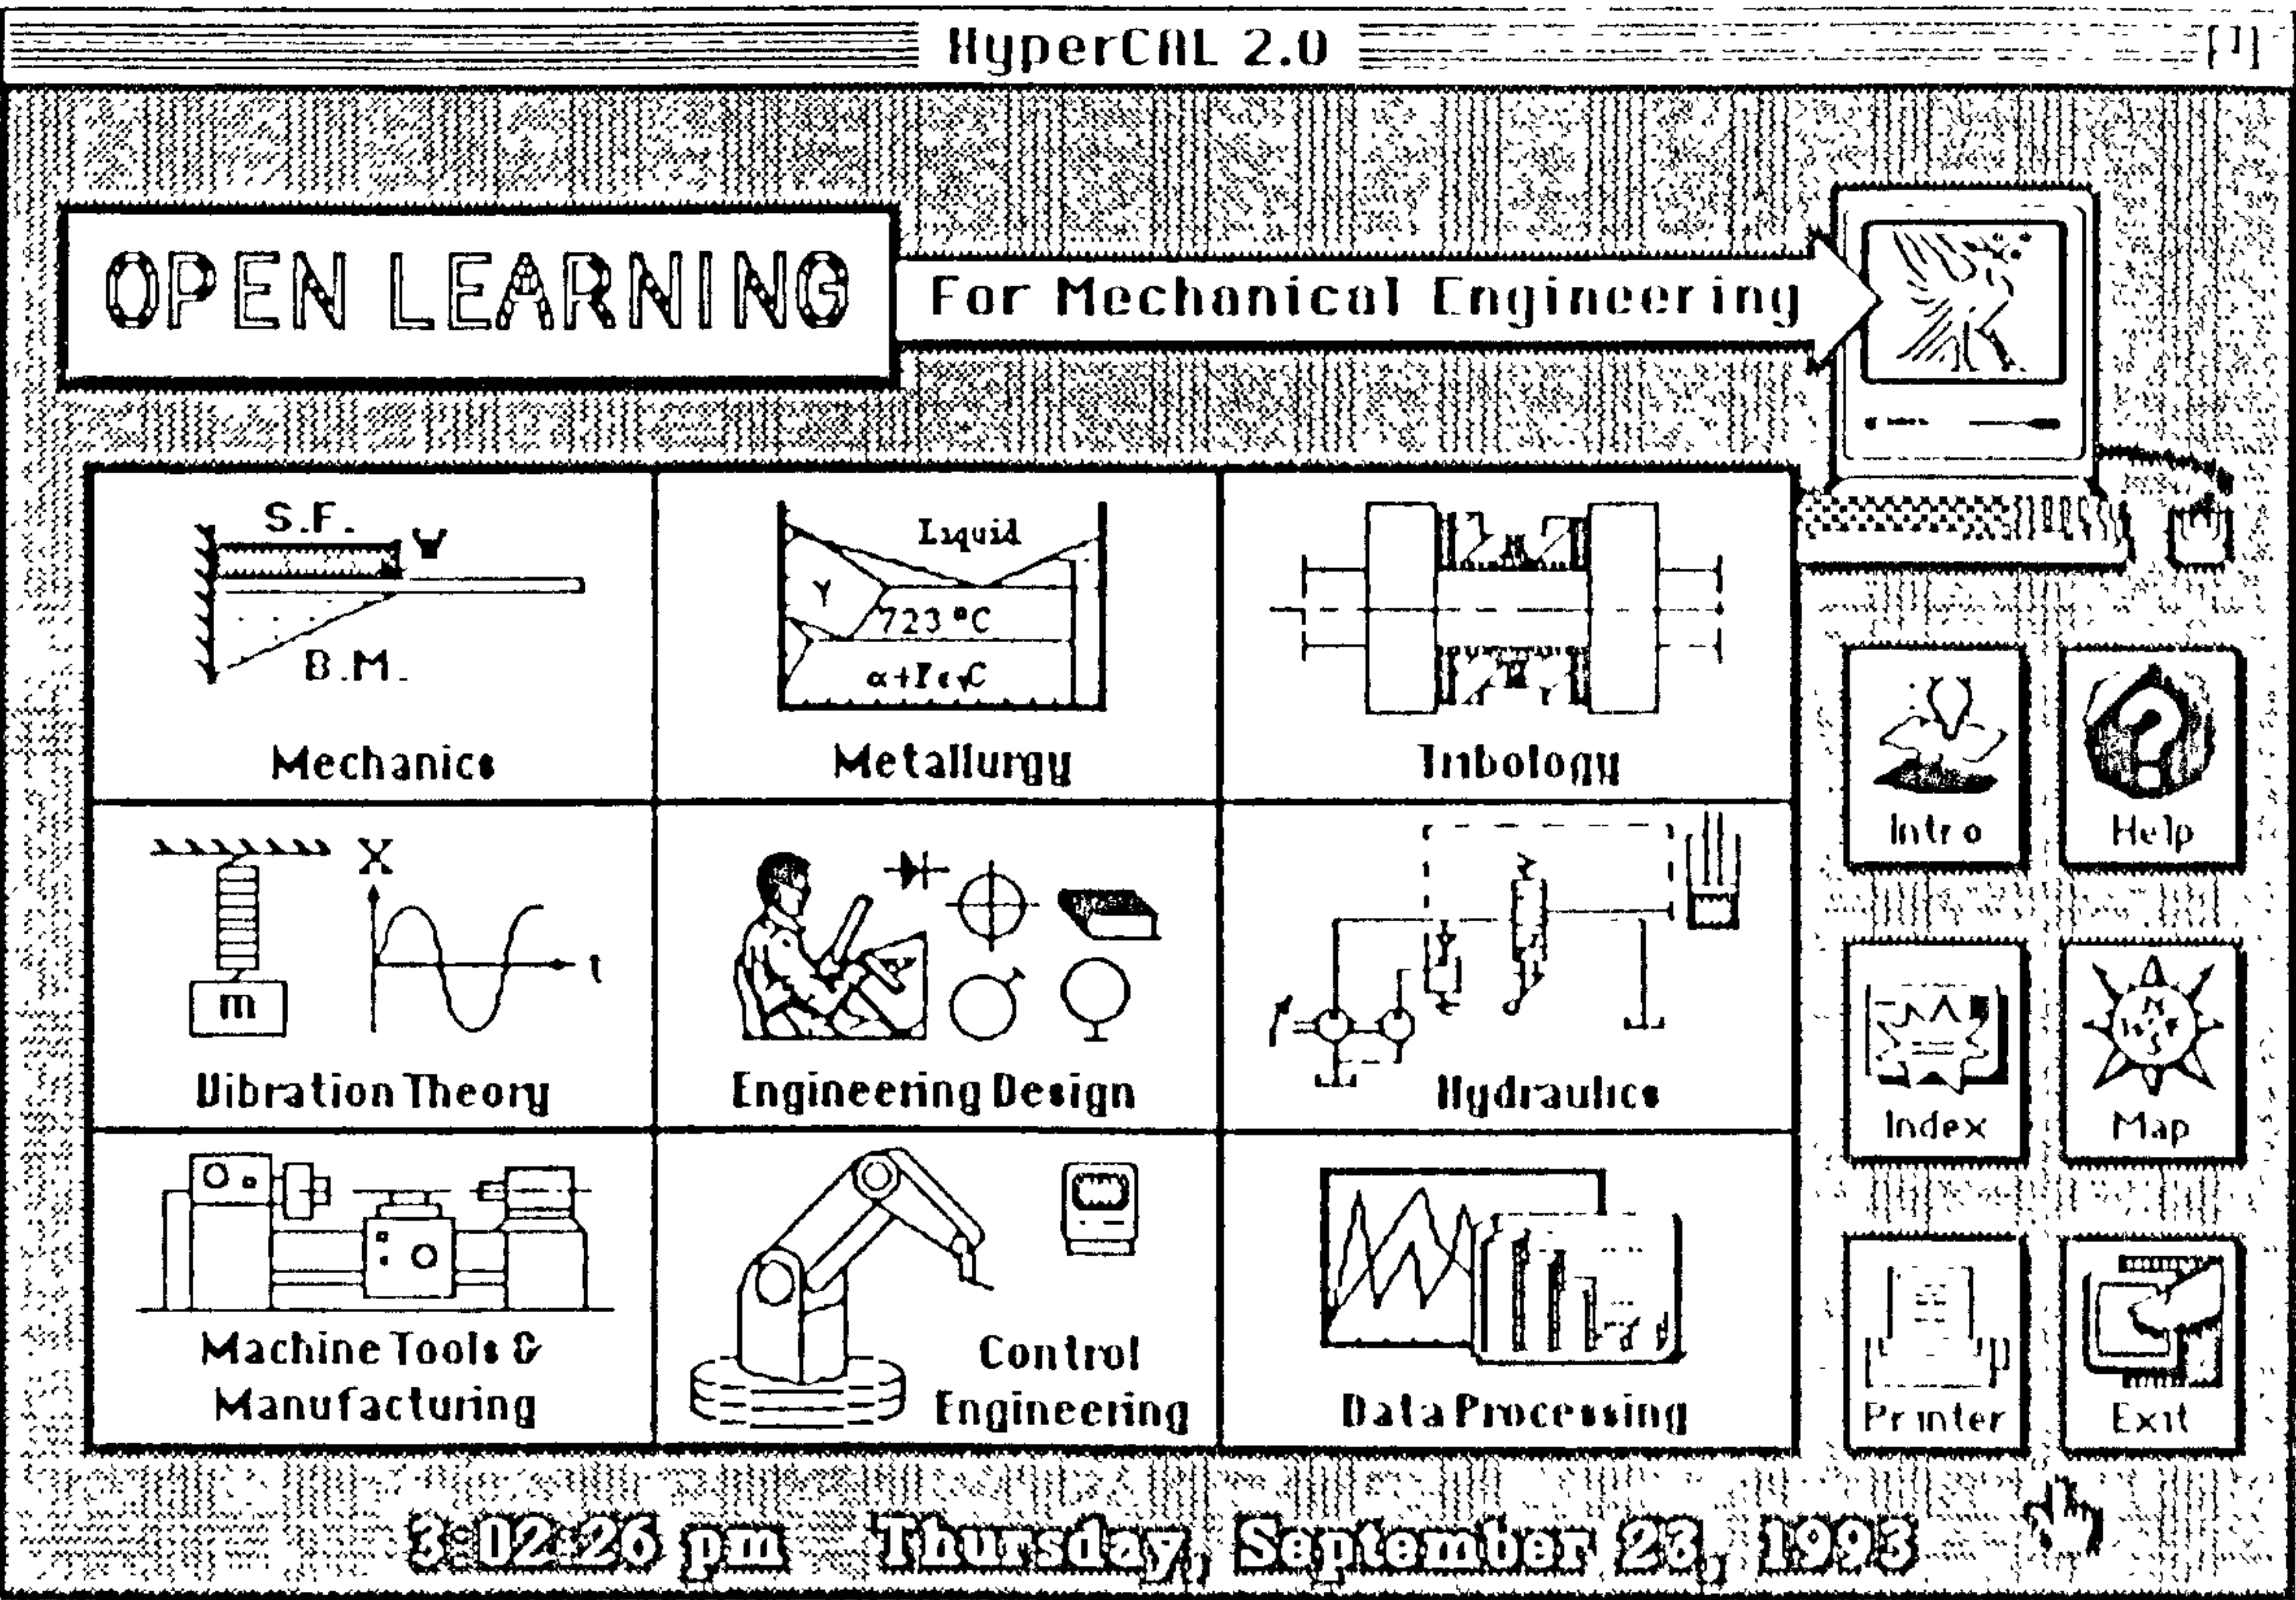 HyperCAL 2.0
OPEN LEARNING
For Mechanical Engineering
S.F.
W
B.M.
Mechanics
Liquid
γ
723 °C
α+Fe₃C
Metallurgy
Tribology
X
t
m
Vibration Theory
Engineering Design
Hydraulics
Machine Tools &
Manufacturing
Control
Engineering
Data Processing
Intro
Help
?
Index
Map
N
W E
S
Printer
Exit
3:02:26 pm Thursday, September 23, 1993